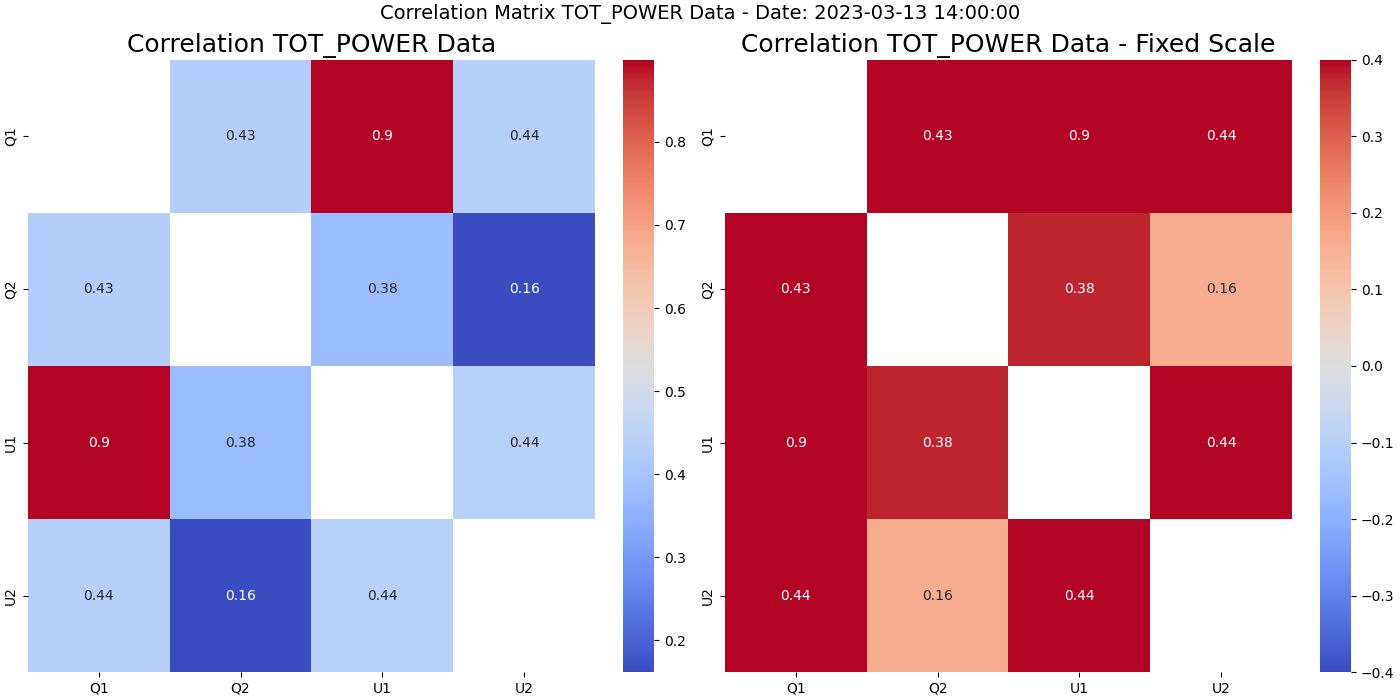 Correlation Matrix TOT_POWER Data - Date: 2023-03-13 14:00:00
Correlation TOT_POWER Data
Q1
0.43
0.9
0.44
Q2
0.43
0.38
0.16
U1
0.9
0.38
0.44
U2
0.44
0.16
0.44
Q1
Q2
U1
U2
0.8
0.7
0.6
0.5
0.4
0.3
0.2
Correlation TOT_POWER Data - Fixed Scale
Q1
0.43
0.9
0.44
Q2
0.43
0.38
0.16
U1
0.9
0.38
0.44
U2
0.44
0.16
0.44
Q1
Q2
U1
U2
0.4
0.3
0.2
0.1
0.0
−0.1
−0.2
−0.3
−0.4